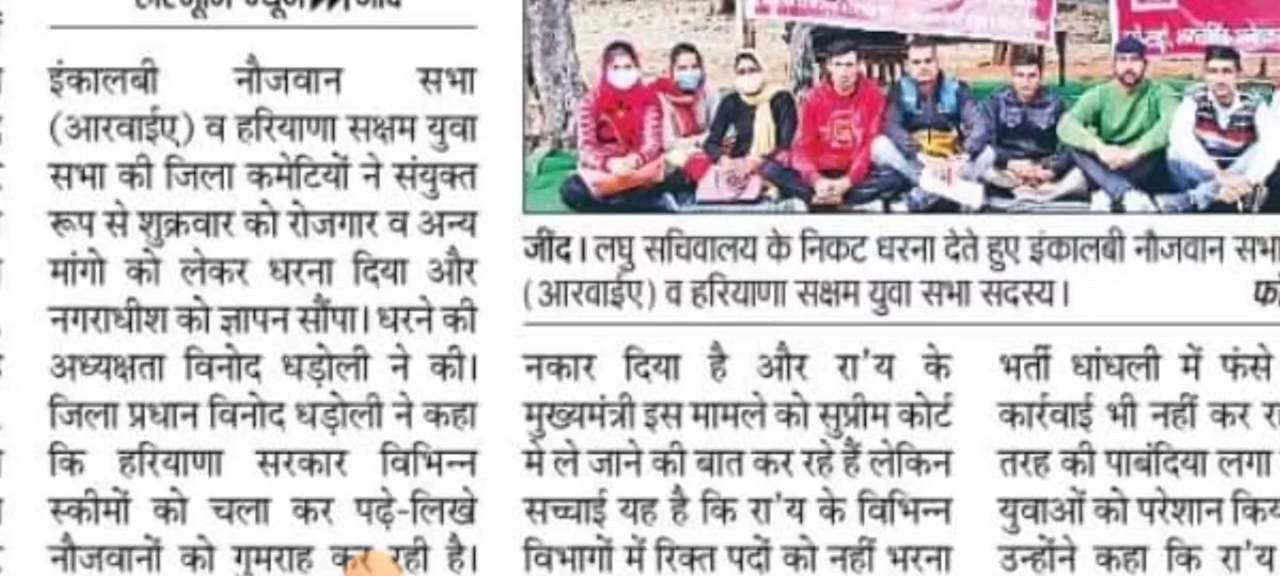 इंकालबी नौजवान सभा
(आरवाईए) व हरियाणा सक्षम युवा
सभा की जिला कमेटियों ने संयुक्त
रूप से शुक्रवार को रोजगार व अन्य
मांगो को लेकर धरना दिया और
नगराधीश को ज्ञापन सौंपा। धरने की
अध्यक्षता विनोद धड़ोली ने की।
जिला प्रधान विनोद धड़ोली ने कहा
कि हरियाणा सरकार विभिन्न
स्कीमों को चला कर पढ़े-लिखे
नौजवानों को गुमराह कर रही है।
जींद। लघु सचिवालय के निकट धरना देते हुए इंकालबी नौजवान सभा
(आरवाईए) व हरियाणा सक्षम युवा सभा सदस्य।
नकार दिया है और रा'य के
मुख्यमंत्री इस मामले को सुप्रीम कोर्ट
में ले जाने की बात कर रहे हैं लेकिन
सच्चाई यह है कि रा'य के विभिन्न
विभागों में रिक्त पदों को नहीं भरना
भर्ती धांधली में फंसे
कार्रवाई भी नहीं कर
तरह की पाबंदिया लगा
युवाओं को परेशान
उन्होंने कहा कि रा'य